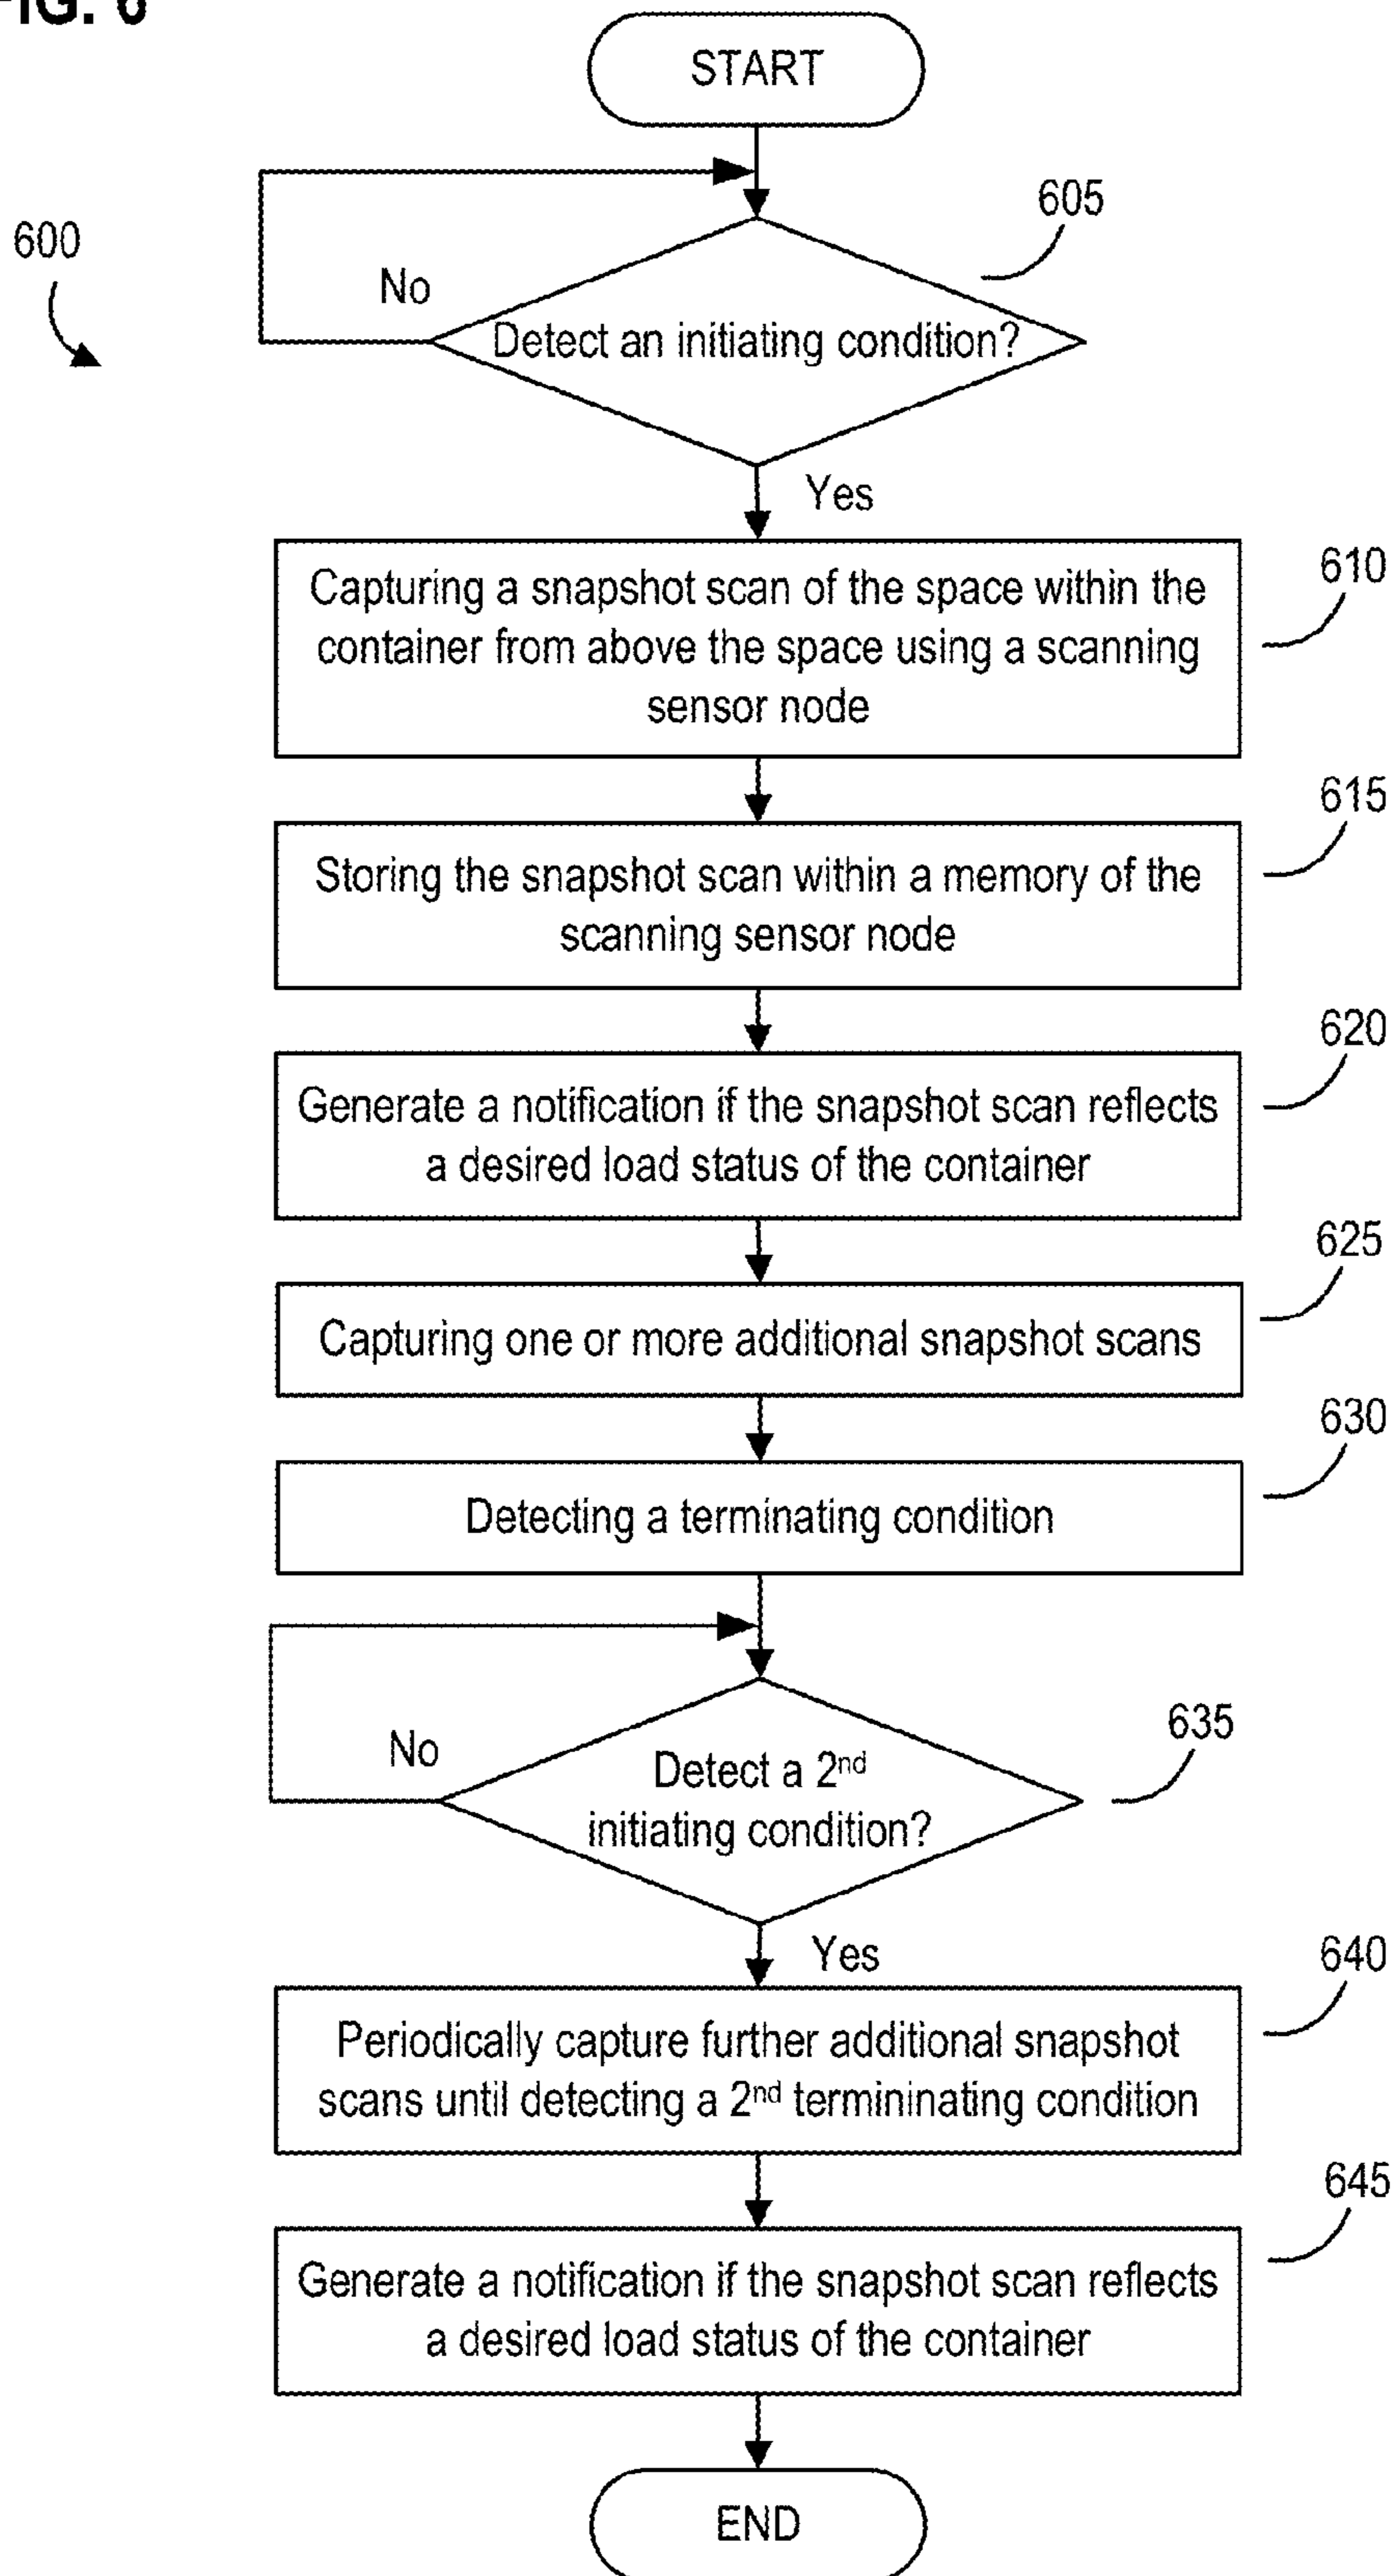 FIG. 6
START
600
605
No
Detect an initiating condition?
Yes
610
Capturing a snapshot scan of the space within the
container from above the space using a scanning
sensor node
615
Storing the snapshot scan within a memory of the
scanning sensor node
620
Generate a notification if the snapshot scan reflects
a desired load status of the container
625
Capturing one or more additional snapshot scans
630
Detecting a terminating condition
635
No
Detect a 2nd
initiating condition?
Yes
640
Periodically capture further additional snapshot
scans until detecting a 2nd termininating condition
645
Generate a notification if the snapshot scan reflects
a desired load status of the container
END